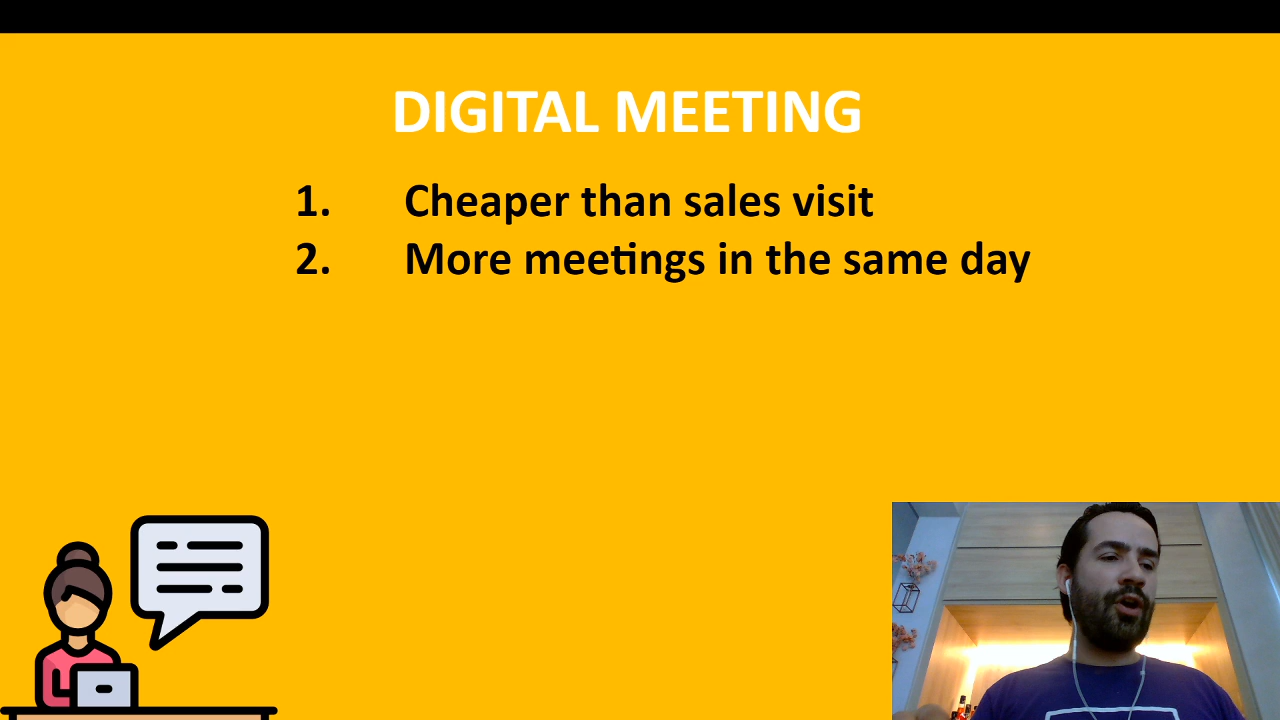 DIGITAL MEETING
1. Cheaper than sales visit
2. More meetings in the same day